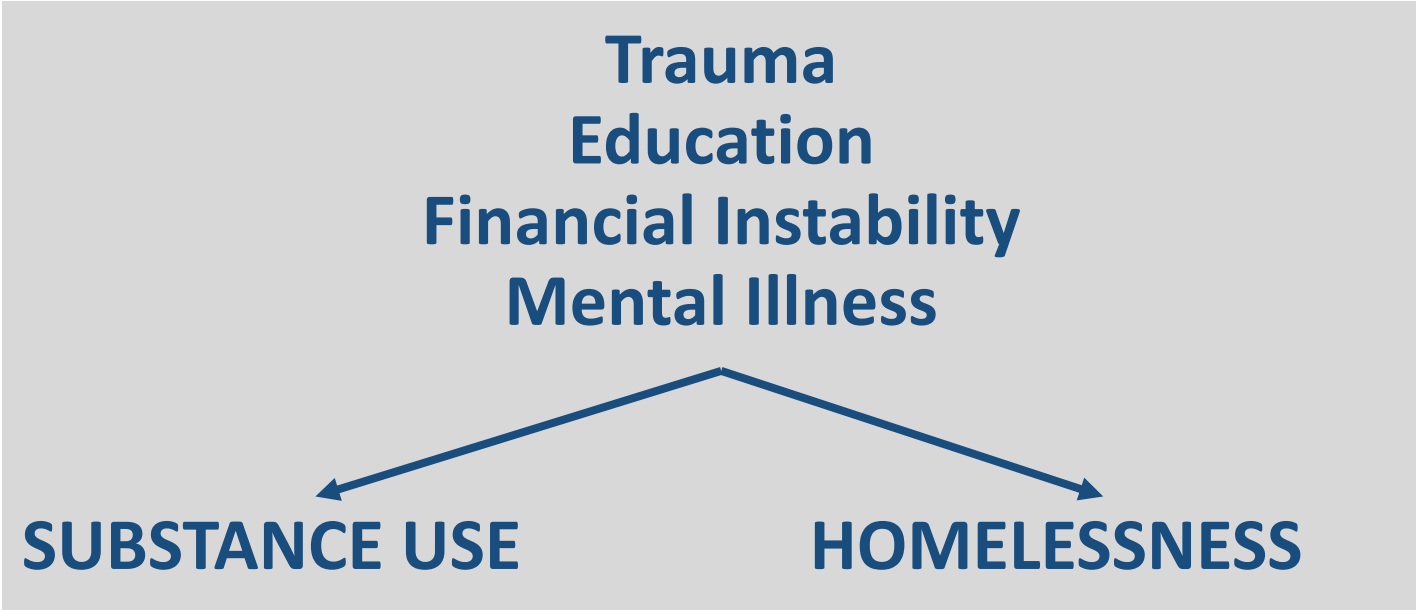 Trauma
Education
Financial Instability
Mental Illness
SUBSTANCE USE
HOMELESSNESS